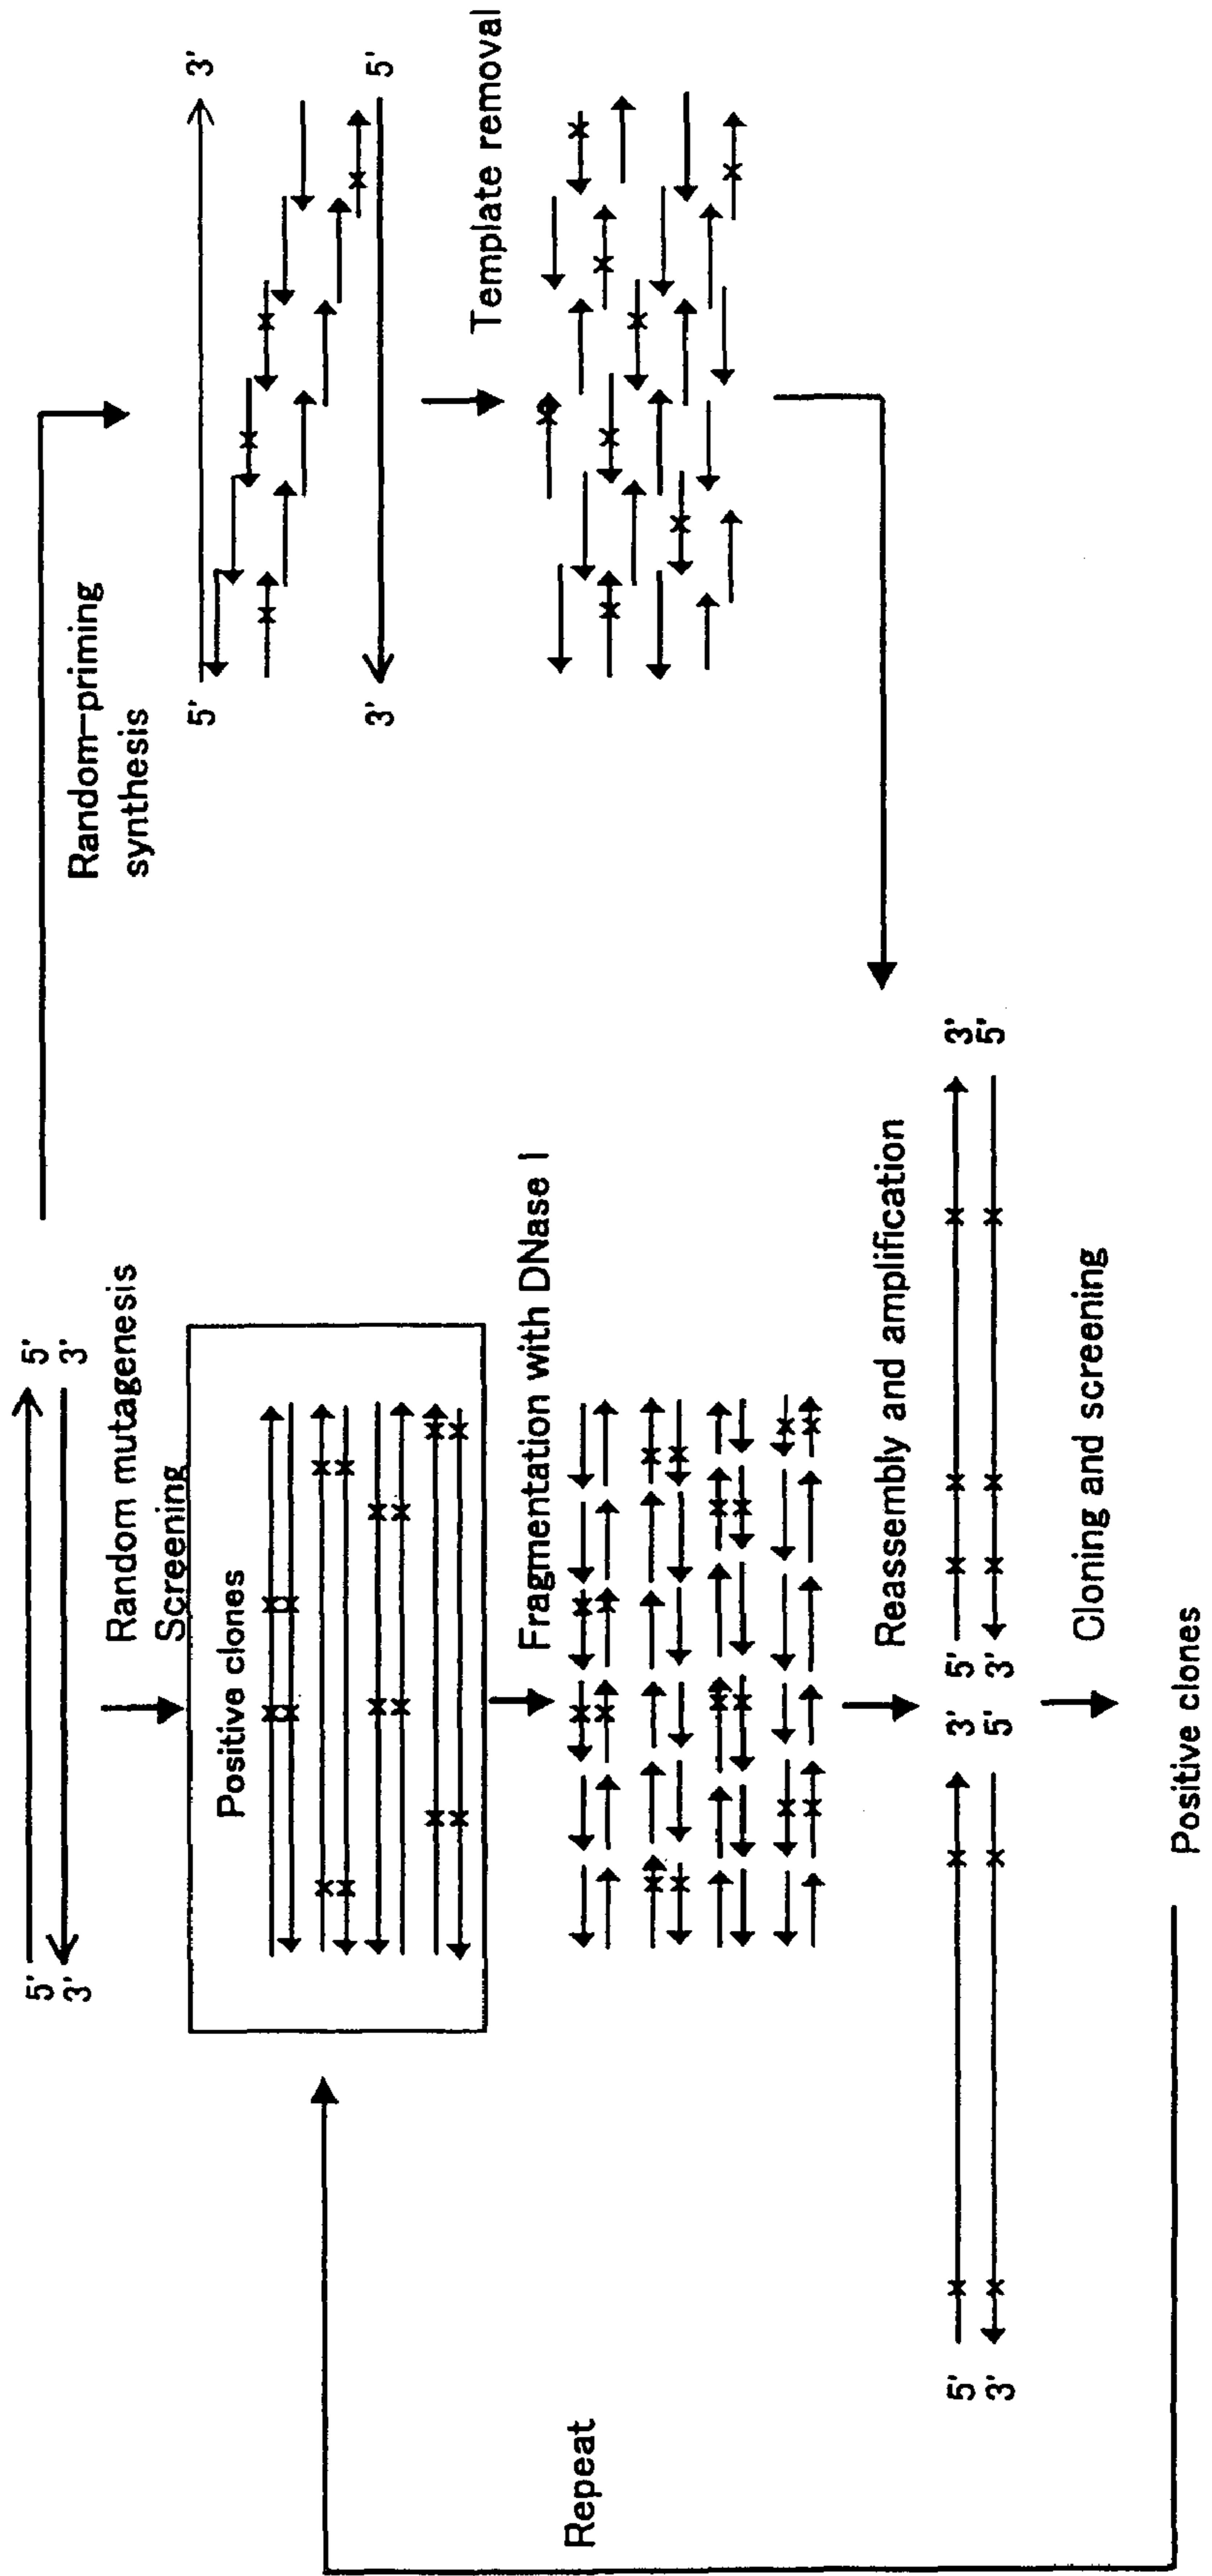 5'
3'
5'
3'
Random mutagenesis
Screening
Positive clones
Fragmentation with DNase I
Reassembly and amplification
5'
3'
3'
5'
5'
3'
3'
5'
Cloning and screening
Positive clones
Repeat
Random-priming
synthesis
5'
3'
3'
5'
Template removal